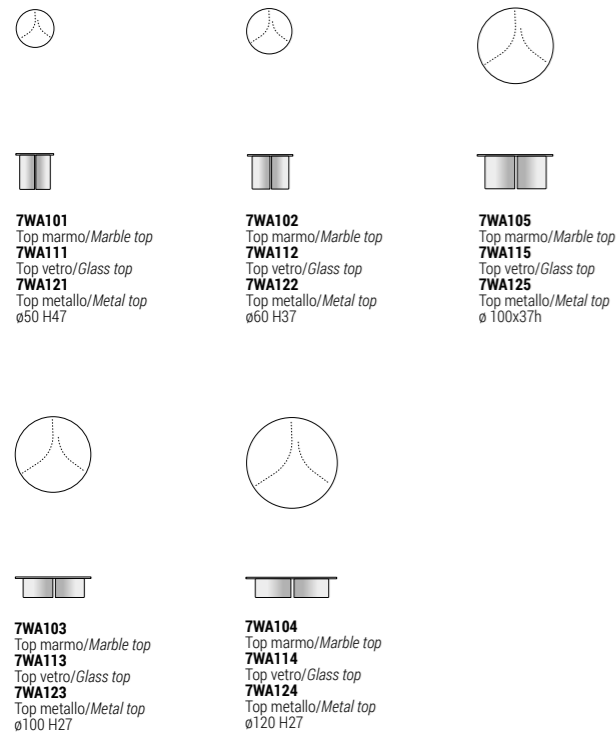 7WA101
Top marmo/Marble top
7WA111
Top vetro/Glass top
7WA121
Top metallo/Metal top
ø50 H47
7WA102
Top marmo/Marble top
7WA112
Top vetro/Glass top
7WA122
Top metallo/Metal top
ø60 H37
7WA105
Top marmo/Marble top
7WA115
Top vetro/Glass top
7WA125
Top metallo/Metal top
ø 100x37h
7WA103
Top marmo/Marble top
7WA113
Top vetro/Glass top
7WA123
Top metallo/Metal top
ø100 H27
7WA104
Top marmo/Marble top
7WA114
Top vetro/Glass top
7WA124
Top metallo/Metal top
ø120 H27